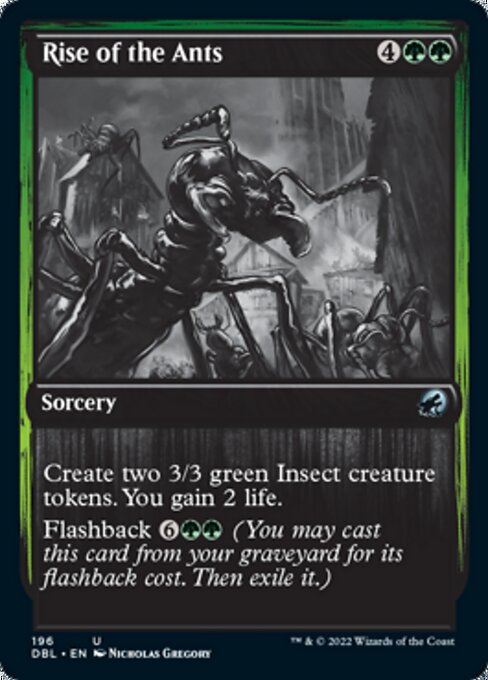 Rise of the Ants 4
Sorcery
Create two 3/3 green Insect creature
tokens. You gain 2 life.
Flashback 6 (You may cast
this card from your graveyard for its
flashback cost. Then exile it.)
196 U
DBL • EN Nicholas Gregory
™ & © 2022 Wizards of the Coast